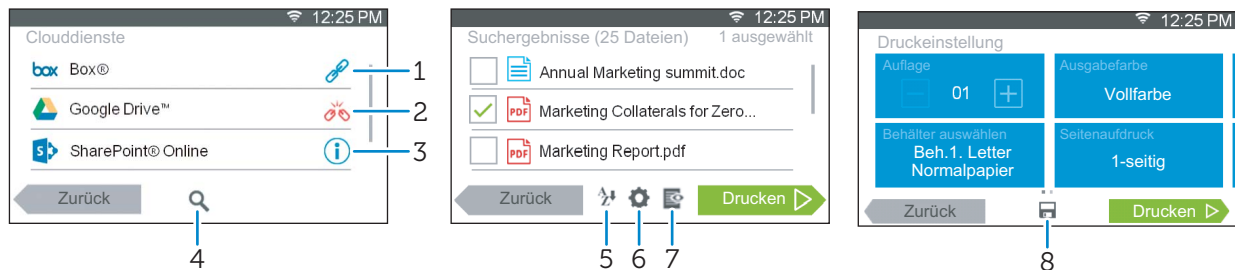 12:25 PM
Clouddienste
box Box®
Google Drive™
S SharePoint® Online
Zurück
1
2
3
4
12:25 PM
Suchergebnisse (25 Dateien) 1 ausgewählt
Annual Marketing summit.doc
PDF Marketing Collaterals for Zero...
PDF Marketing Report.pdf
Zurück A Z Drucken
5 6 7
12:25 PM
Druckeinstellung
Auflage Ausgabefarbe
01 Vollfarbe
Behälter auswählen Seitenaufdruck
Beh.1. Letter
Normalpapier
1-seitig
Zurück Drucken
8